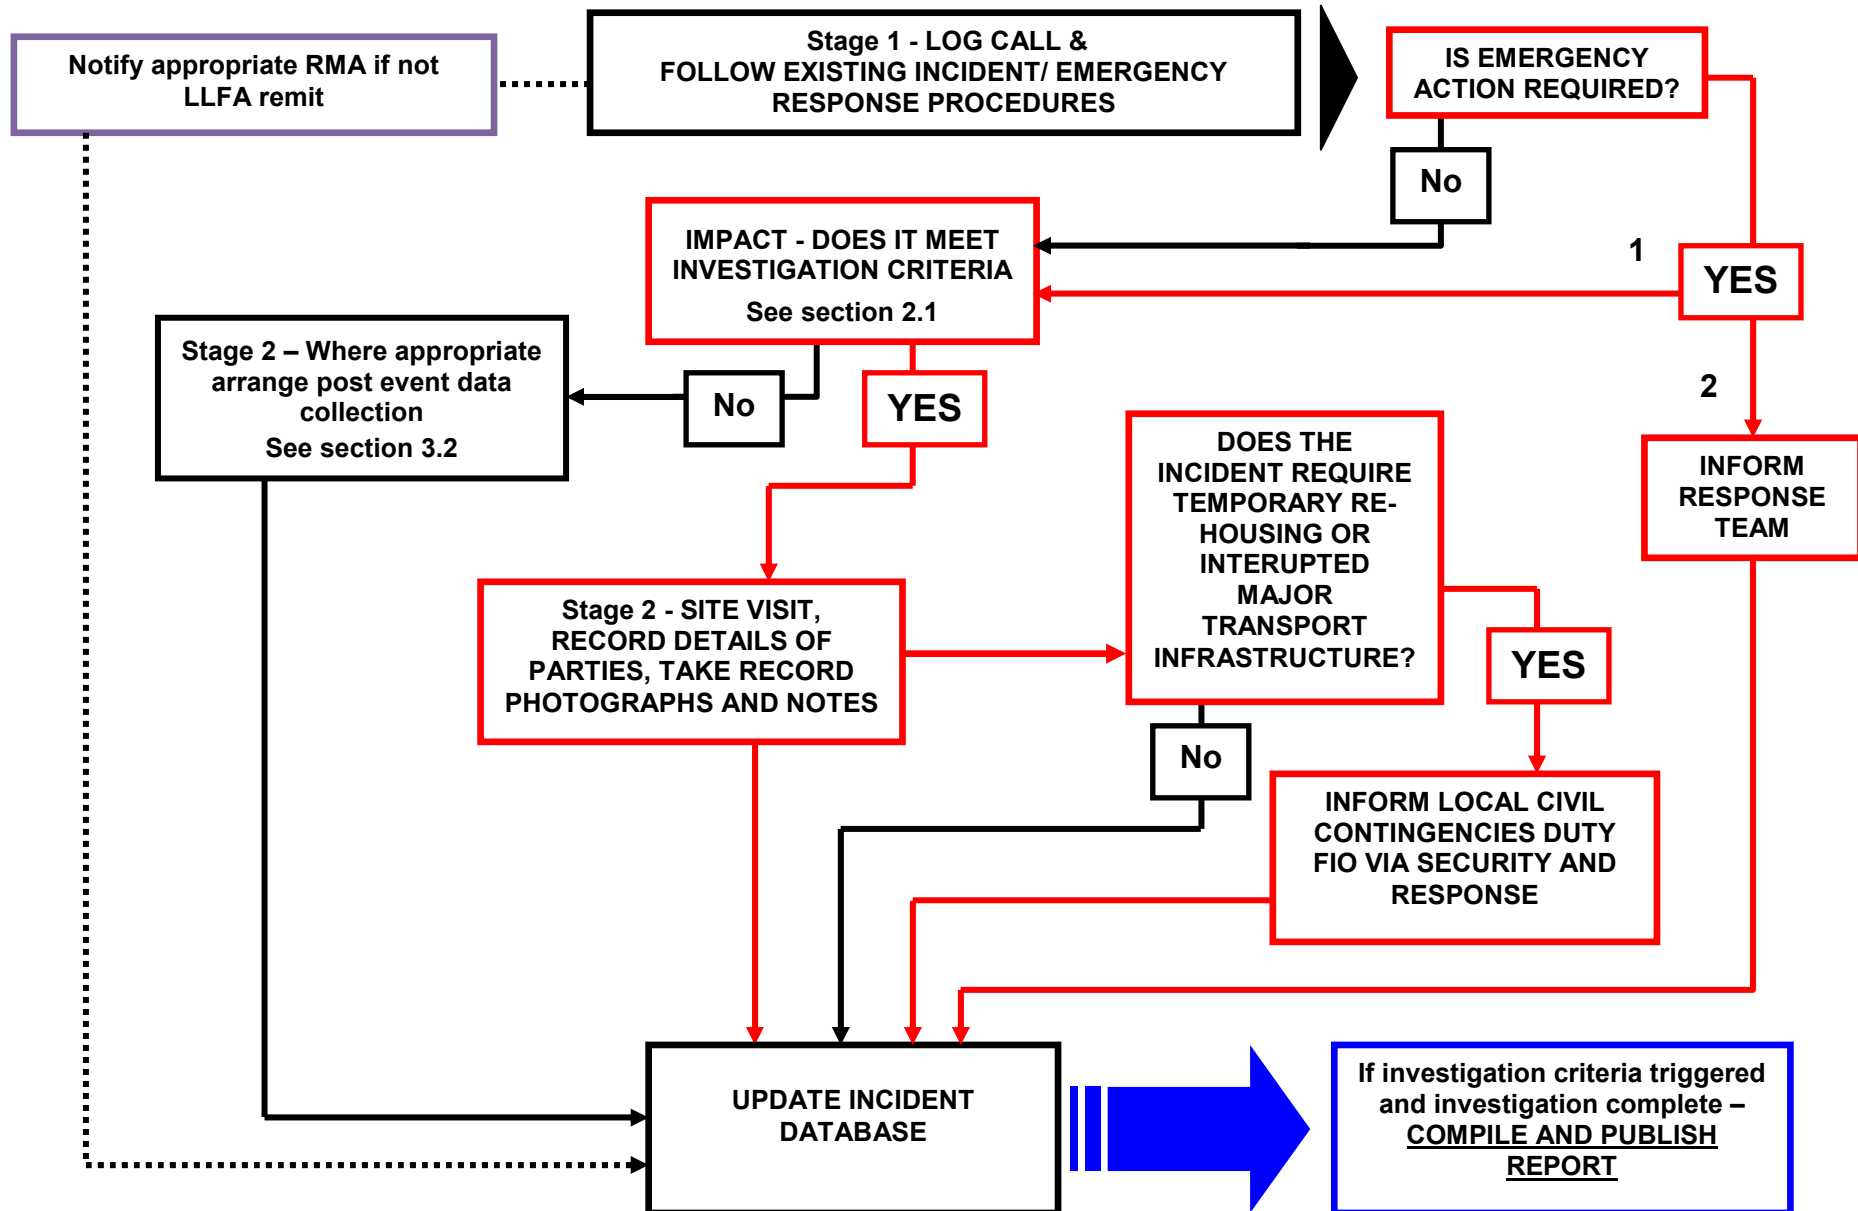 Notify appropriate RMA if not
LLFA remit
Stage 1 - LOG CALL &
FOLLOW EXISTING INCIDENT/ EMERGENCY
RESPONSE PROCEDURES
IS EMERGENCY
ACTION REQUIRED?
No
IMPACT - DOES IT MEET
INVESTIGATION CRITERIA
See section 2.1
1
YES
2
Stage 2 – Where appropriate
arrange post event data
collection
See section 3.2
No
YES
DOES THE
INCIDENT REQUIRE
TEMPORARY RE-
HOUSING OR
INTERUPTED
MAJOR
TRANSPORT
INFRASTRUCTURE?
INFORM
RESPONSE
TEAM
Stage 2 - SITE VISIT,
RECORD DETAILS OF
PARTIES, TAKE RECORD
PHOTOGRAPHS AND NOTES
YES
No
INFORM LOCAL CIVIL
CONTINGENCIES DUTY
FIO VIA SECURITY AND
RESPONSE
UPDATE INCIDENT
DATABASE
If investigation criteria triggered
and investigation complete –
COMPILE AND PUBLISH
REPORT